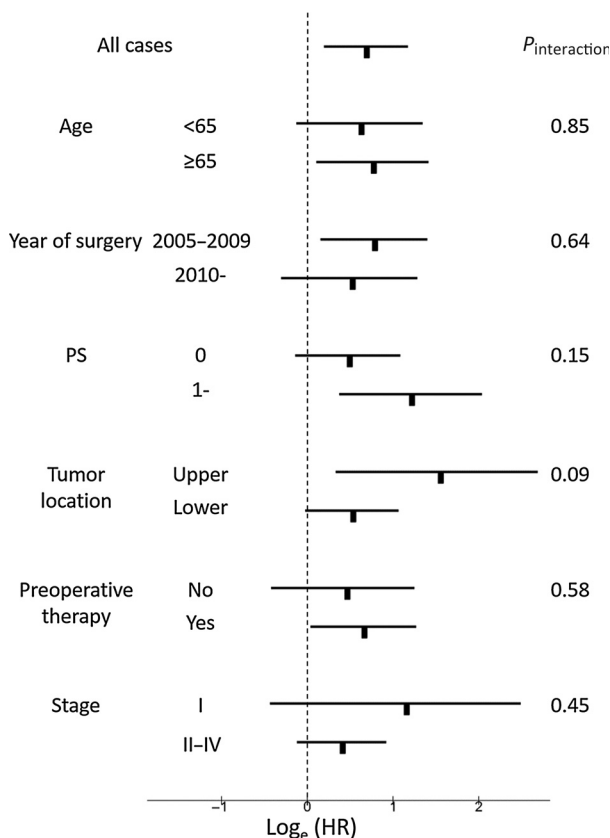 All cases
Pinteraction
Age <65 0.85
≥65
Year of surgery 2005–2009 0.64
2010-
PS 0 0.15
1-
Tumor Upper 0.09
location Lower
Preoperative No 0.58
therapy Yes
Stage I 0.45
II–IV
–1 0 1 2
Loge (HR)